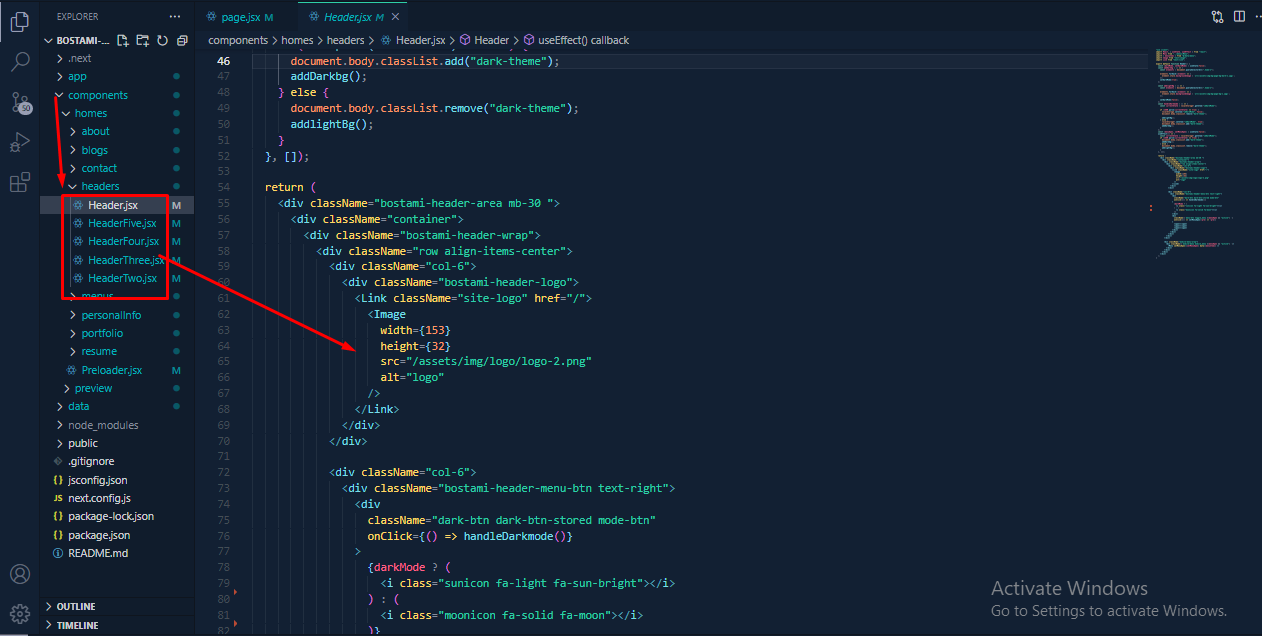 EXPLORER
page.jsx M
Header.jsx M
BOSTAMI-...
components > homes > headers > Header.jsx > Header > useEffect() callback
.next
app
components
homes
about
blogs
contact
headers
Header.jsx M
HeaderFive.jsx M
HeaderFour.jsx M
HeaderThree.jsx M
HeaderTwo.jsx M
menus
personalInfo
portfolio
resume
Preloader.jsx M
preview
data
node_modules
public
.gitignore
{} jsconfig.json
JS next.config.js
{} package-lock.json
{} package.json
README.md
OUTLINE
TIMELINE
50
46 document.body.classList.add("dark-theme");
47 addDarkbg();
48 } else {
49 document.body.classList.remove("dark-theme");
50 addlightBg();
51 }
52 }, []);
53
54 return (
55 <div className="bostami-header-area mb-30 ">
56 <div className="container">
57 <div className="bostami-header-wrap">
58 <div className="row align-items-center">
59 <div className="col-6">
60 <div className="bostami-header-logo">
61 <Link className="site-logo" href="/">
62 <Image
63 width={153}
64 height={32}
65 src="/assets/img/logo/logo-2.png"
66 alt="logo"
67 />
68 </Link>
69 </div>
70 </div>
71
72 <div className="col-6">
73 <div className="bostami-header-menu-btn text-right">
74 <div
75 className="dark-btn dark-btn-stored mode-btn"
76 onClick={() => handleDarkmode()}
77 >
78 {darkMode ? (
79 <i class="sunicon fa-light fa-sun-bright"></i>
80 ) : (
81 <i class="moonicon fa-solid fa-moon"></i>
82 )}
Activate Windows
Go to Settings to activate Windows.